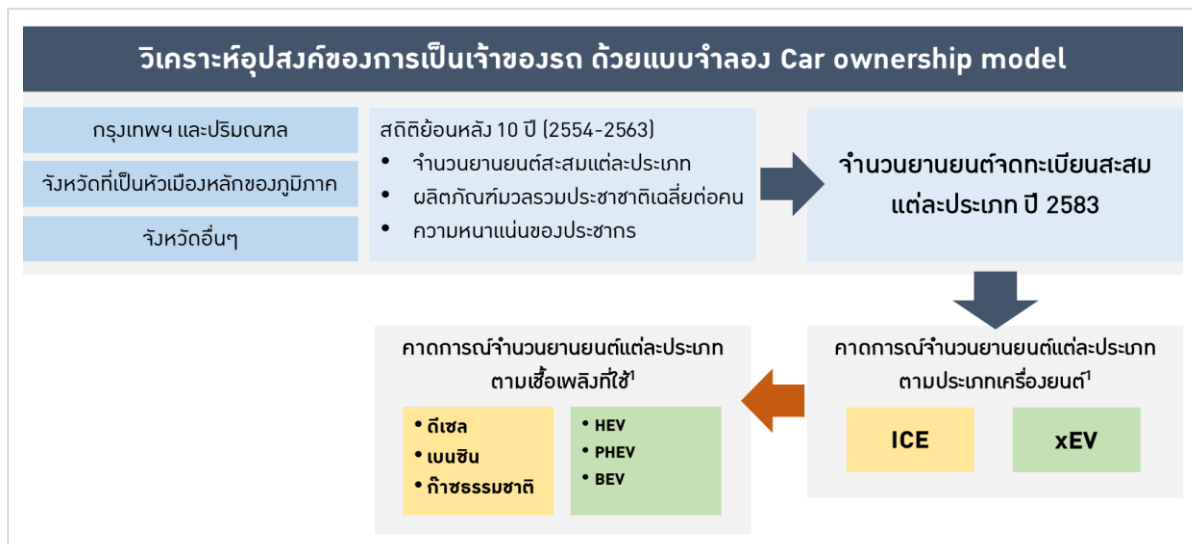 วิเคราะห์อุปสงค์ของการเป็นเจ้าของรถ ด้วยแบบจำลอง Car ownership model
กรุงเทพฯ และปริมณฑล
จังหวัดที่เป็นหัวเมืองหลักของภูมิภาค
จังหวัดอื่นๆ
สถิติย้อนหลัง 10 ปี (2554-2563)
• จำนวนยานยนต์สะสมแต่ละประเภท
• ผลิตภัณฑ์มวลรวมประชาชาติเฉลี่ยต่อคน
• ความหนาแน่นของประชากร
จำนวนยานยนต์จดทะเบียนสะสม
แต่ละประเภท ปี 2583
คาดการณ์จำนวนยานยนต์แต่ละประเภท
ตามประเภทเครื่องยนต์¹
ICE
xEV
คาดการณ์จำนวนยานยนต์แต่ละประเภท
ตามเชื้อเพลิงที่ใช้¹
• ดีเซล
• เบนซิน
• ก๊าซธรรมชาติ
• HEV
• PHEV
• BEV